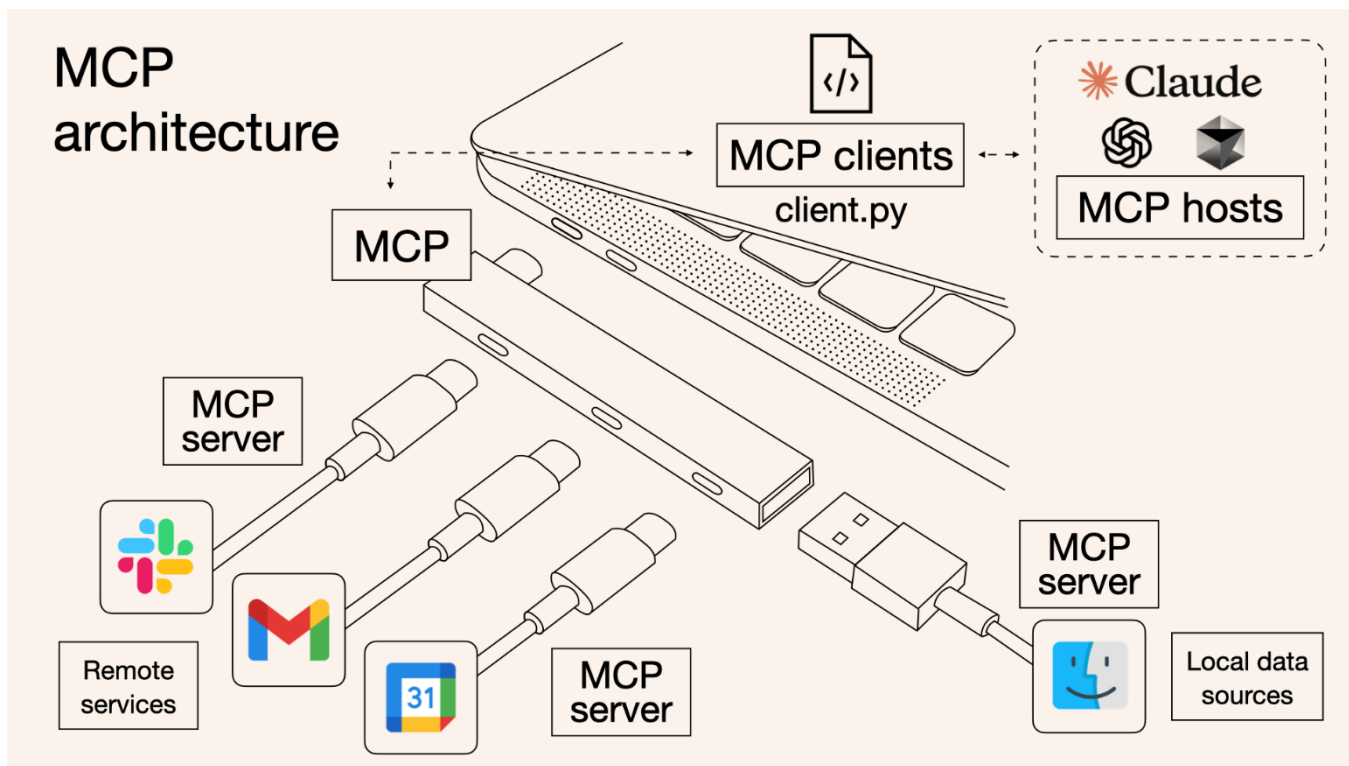 MCP
architecture
</>
MCP clients
client.py
Claude
MCP hosts
MCP
MCP
server
Remote
services
31
MCP
server
MCP
server
Local data
sources